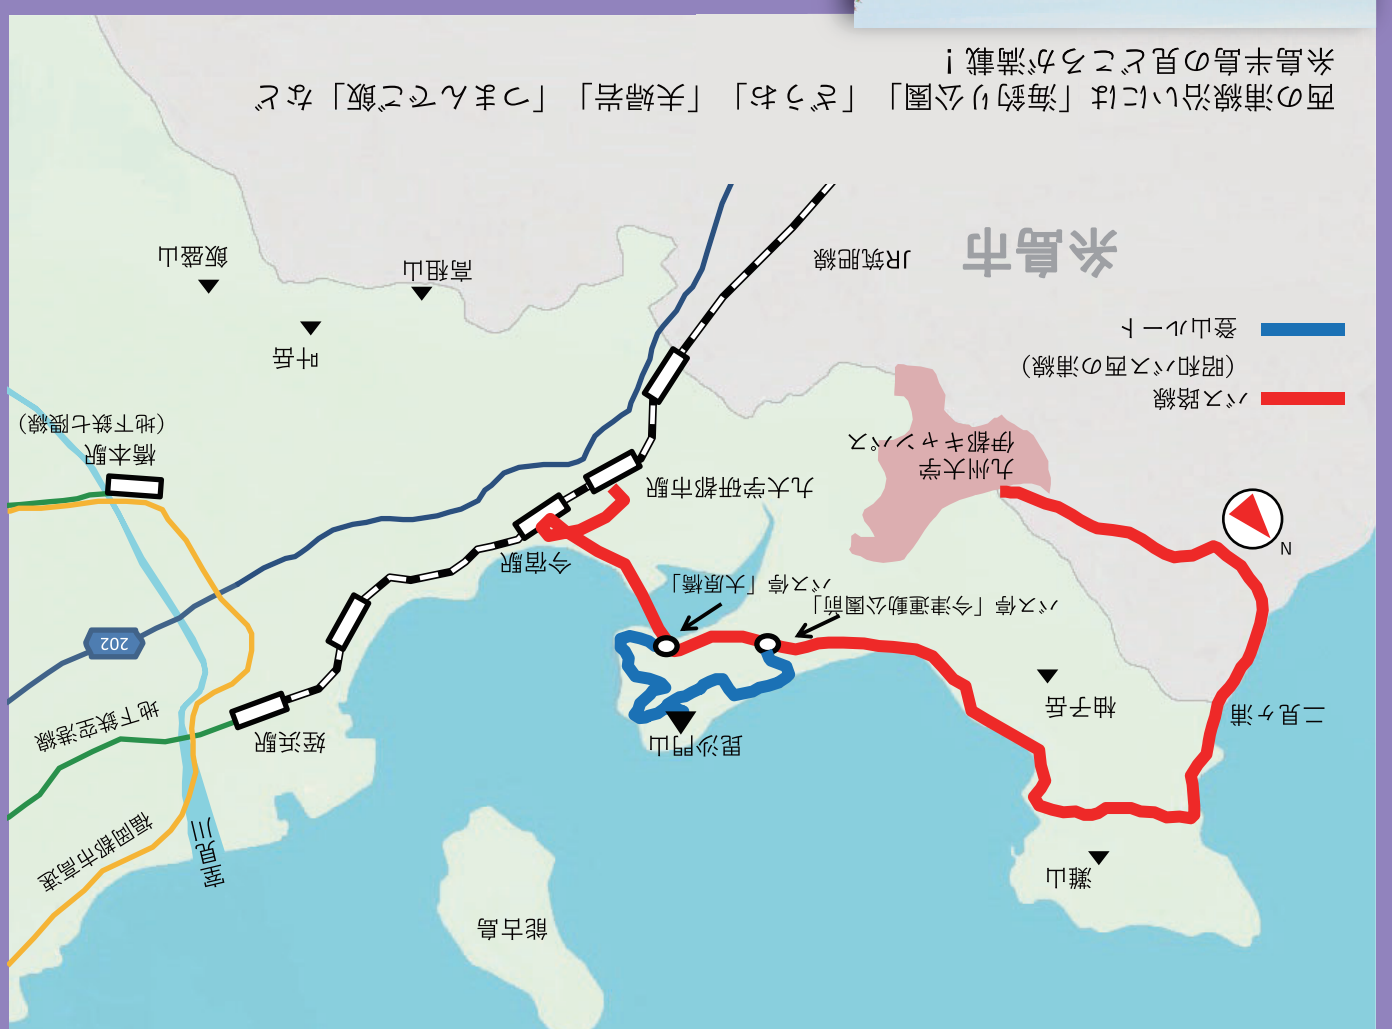 能古島
灘山
室見川
福岡都市高速
毘沙門山
姪浜駅
地下鉄空港線
二見ヶ浦
柚子岳
202
バス停「今津運動公園前」
バス停「大原橋」
今宿駅
N
九大学研都市駅
九州大学
伊都キャンパス
橋本駅
(地下鉄七隈線)
バス路線
(昭和バス西の浦線)
登山ルート
叶岳
高祖山
飯盛山
JR筑肥線
糸島市
西の浦線沿いには「海釣り公園」「ざうお」「夫婦岩」「つまんでご飯」など
糸島半島の見どころが満載!